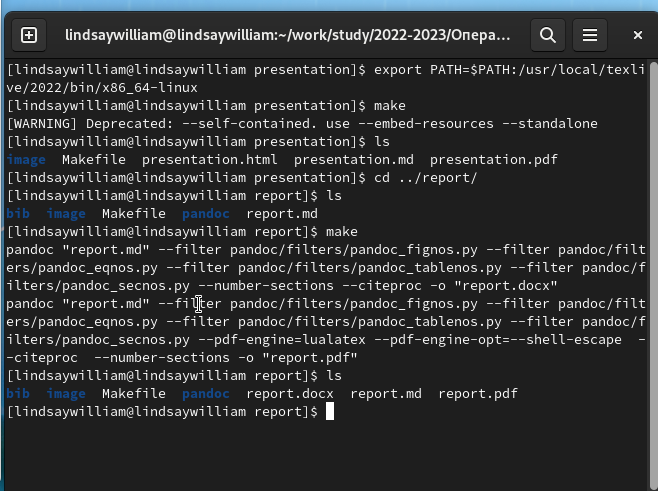 lindsaywilliam@lindsaywilliam:~/work/study/2022-2023/Опера...
[lindsaywilliam@lindsaywilliam presentation]$ export PATH=$PATH:/usr/local/texli
ve/2022/bin/x86_64-linux
[lindsaywilliam@lindsaywilliam presentation]$ make
[WARNING] Deprecated: --self-contained. use --embed-resources --standalone
[lindsaywilliam@lindsaywilliam presentation]$ ls
image  Makefile  presentation.html  presentation.md  presentation.pdf
[lindsaywilliam@lindsaywilliam presentation]$ cd ../report/
[lindsaywilliam@lindsaywilliam report]$ ls
bib  image  Makefile  pandoc  report.md
[lindsaywilliam@lindsaywilliam report]$ make
pandoc "report.md" --filter pandoc/filters/pandoc_fignos.py --filter pandoc/filt
ers/pandoc_eqnos.py --filter pandoc/filters/pandoc_tablenos.py --filter pandoc/f
ilters/pandoc_secnos.py --number-sections --citeproc -o "report.docx"
pandoc "report.md" --filter pandoc/filters/pandoc_fignos.py --filter pandoc/filt
ers/pandoc_eqnos.py --filter pandoc/filters/pandoc_tablenos.py --filter pandoc/f
ilters/pandoc_secnos.py --pdf-engine=lualatex --pdf-engine-opt=--shell-escape  -
-citeproc  --number-sections -o "report.pdf"
[lindsaywilliam@lindsaywilliam report]$ ls
bib  image  Makefile  pandoc  report.docx  report.md  report.pdf
[lindsaywilliam@lindsaywilliam report]$